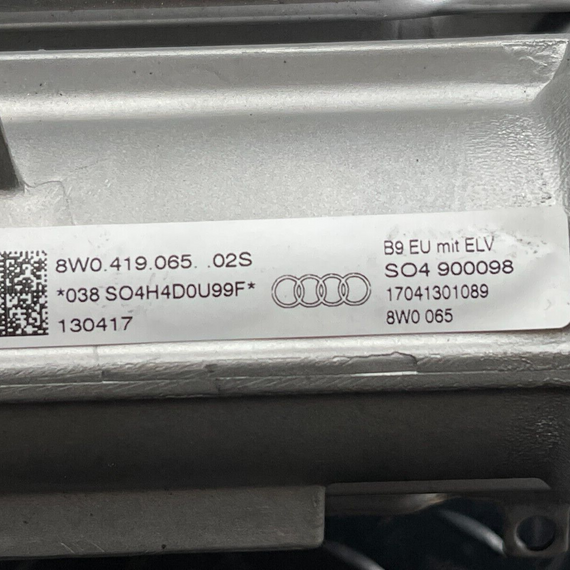 8W0.419.065. .02S
*038 SO4H4D0U99F*
130417
B9 EU mit ELV
SO4 900098
17041301089
8W0 065